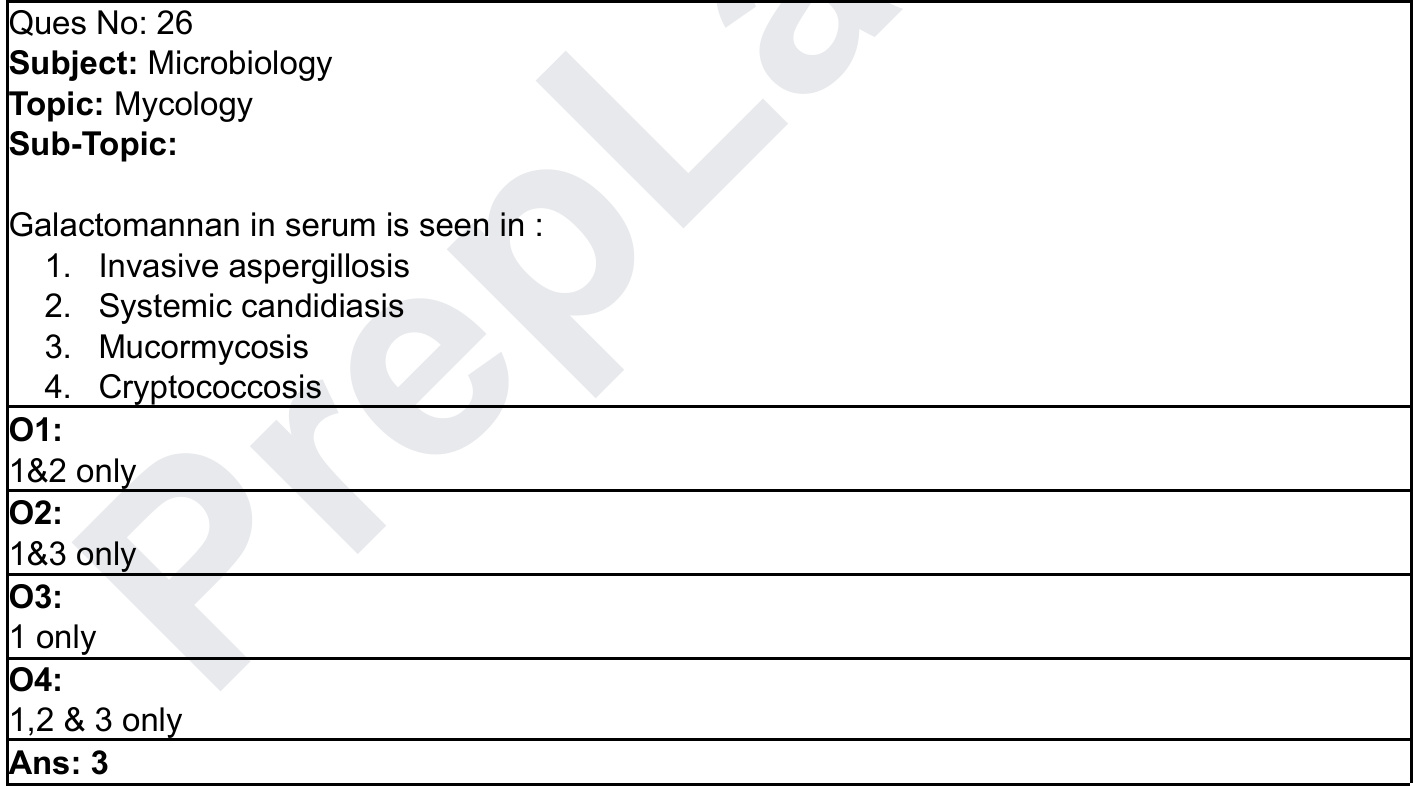 Ques No: 26
Subject: Microbiology
Topic: Mycology
Sub-Topic:
Galactomannan in serum is seen in :
1. Invasive aspergillosis
2. Systemic candidiasis
3. Mucormycosis
4. Cryptococcosis
O1:
1&2 only
O2:
1&3 only
O3:
1 only
O4:
1,2 & 3 only
Ans: 3
PrepLa